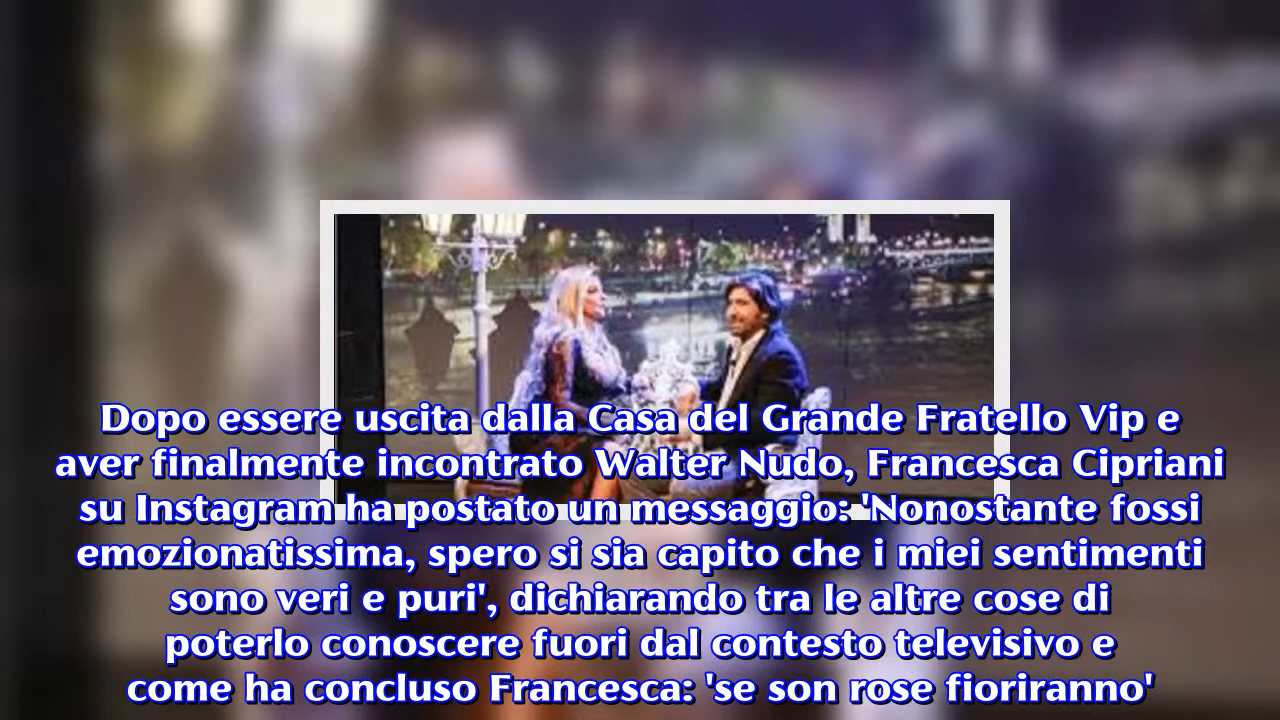 Dopo essere uscita dalla Casa del Grande Fratello Vip e
aver finalmente incontrato Walter Nudo, Francesca Cipriani
su Instagram ha postato un messaggio: 'Nonostante fossi
emozionatissima, spero si sia capito che i miei sentimenti
sono veri e puri', dichiarando tra le altre cose di
poterlo conoscere fuori dal contesto televisivo e
come ha concluso Francesca: 'se son rose fioriranno'